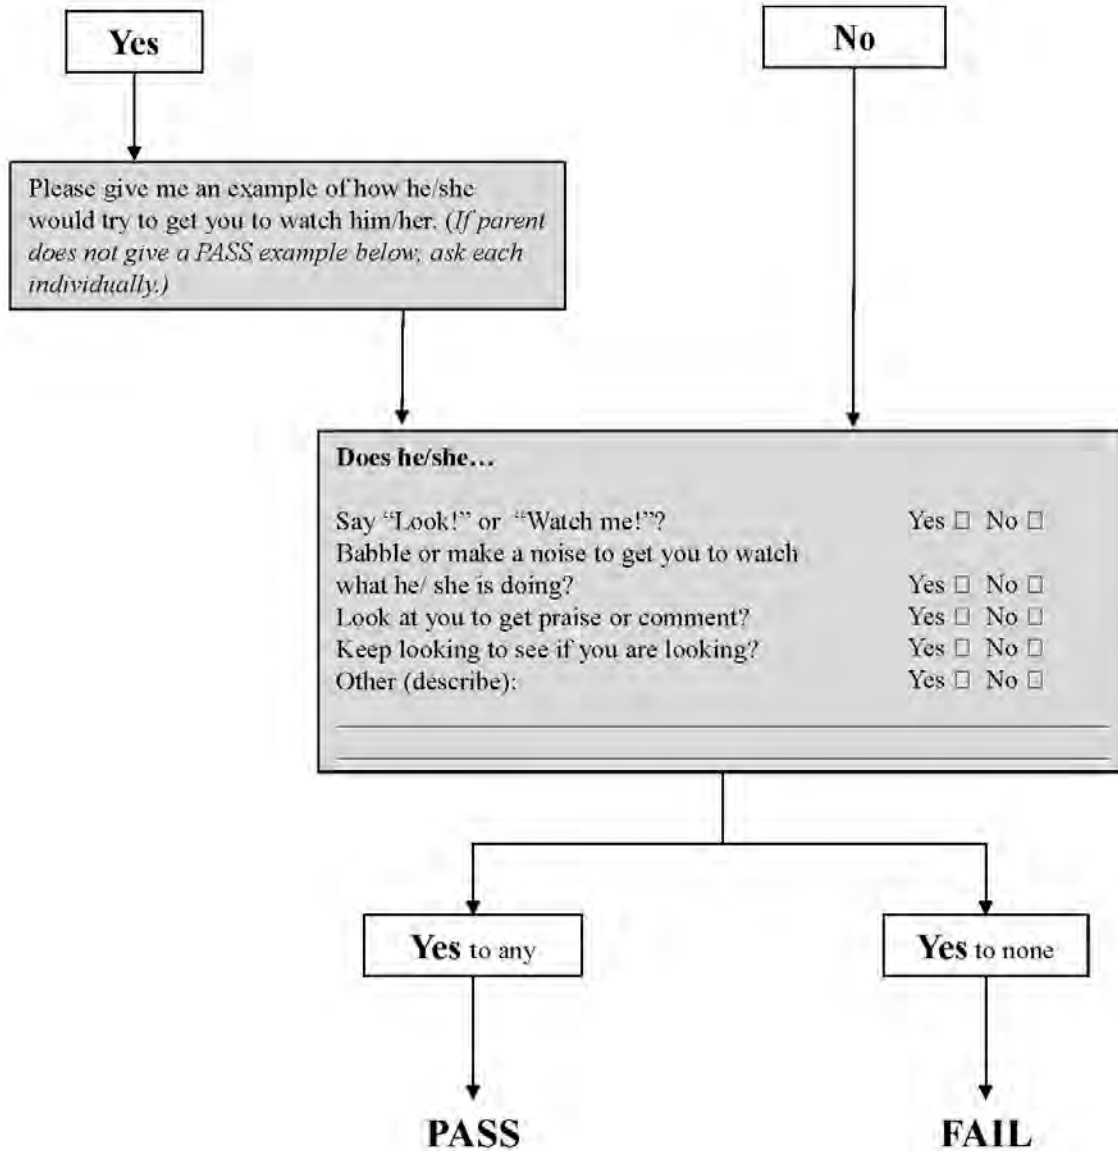 Yes
No
Please give me an example of how he/she
would try to get you to watch him/her. (If parent
does not give a PASS example below, ask each
individually.)
Does he/she…
Say “Look!” or “Watch me!”? Yes □ No □
Babble or make a noise to get you to watch
what he/ she is doing? Yes □ No □
Look at you to get praise or comment? Yes □ No □
Keep looking to see if you are looking? Yes □ No □
Other (describe): Yes □ No □
Yes to any
Yes to none
PASS
FAIL